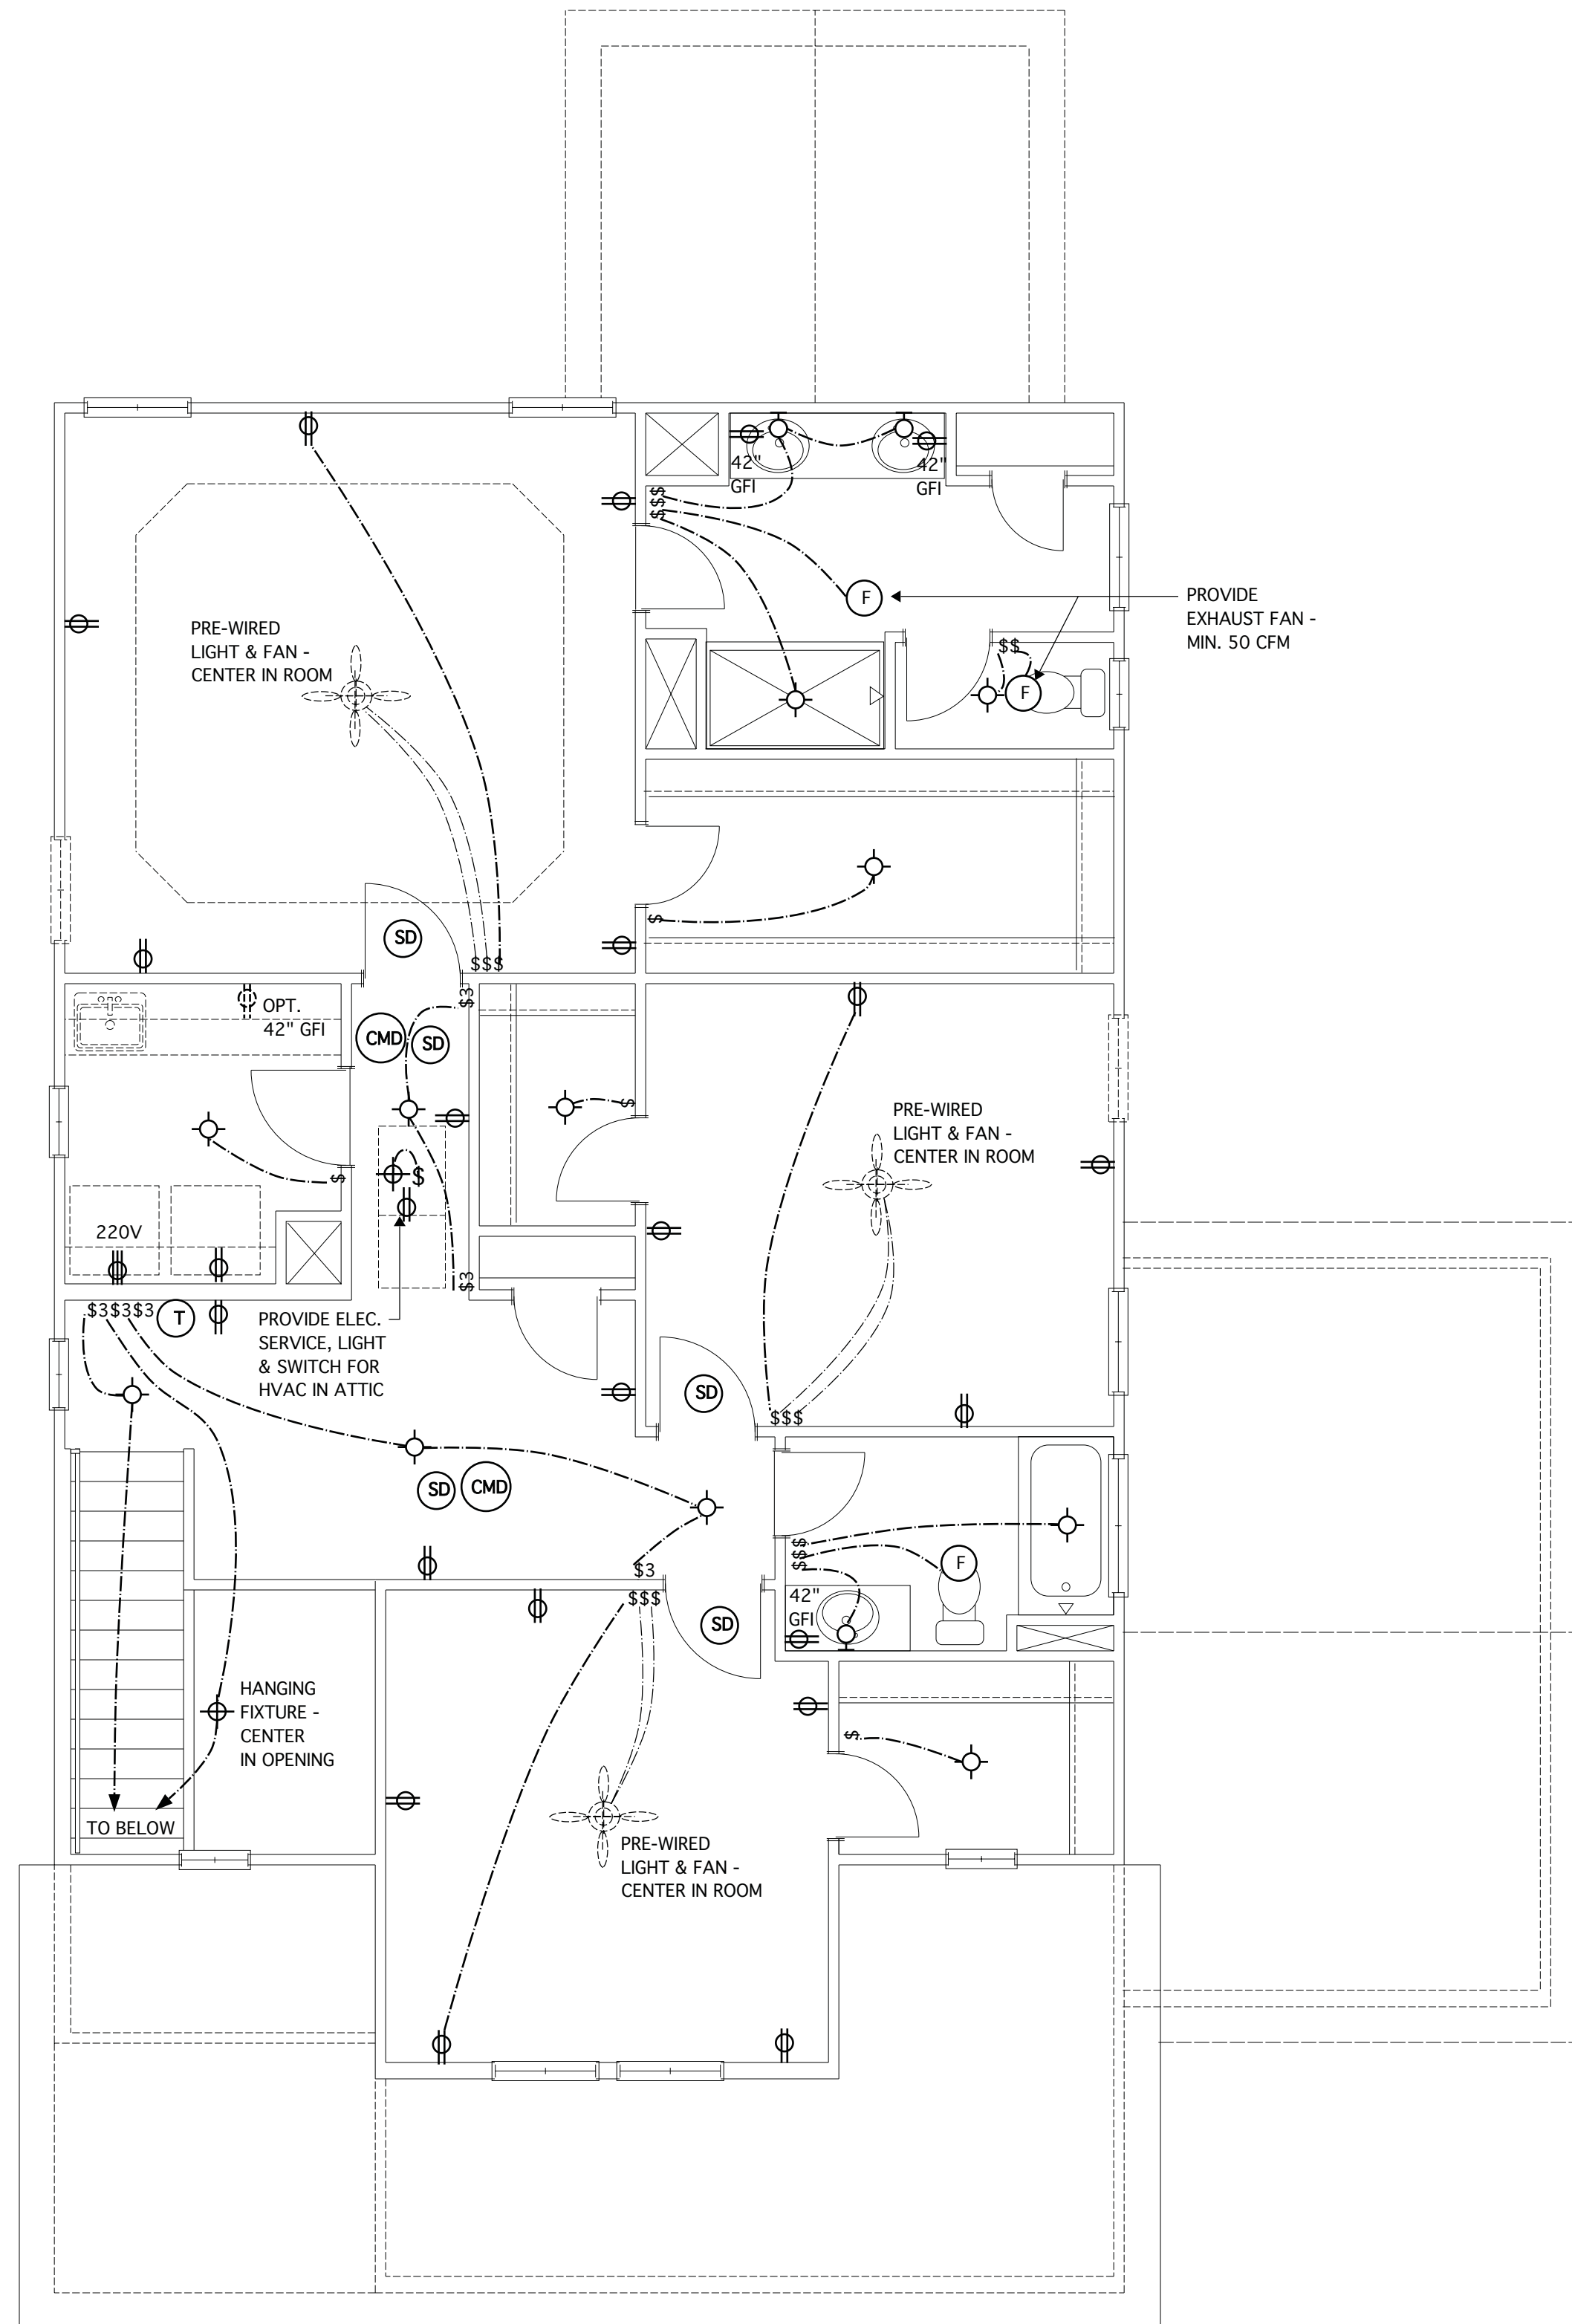 42"
GFI
42"
GFI
$
$
$
F
PROVIDE
EXHAUST FAN -
MIN. 50 CFM
PRE-WIRED
LIGHT & FAN -
CENTER IN ROOM
$$
F
$
SD
$$$
$3
OPT.
42" GFI
CMD
SD
$
PRE-WIRED
LIGHT & FAN -
CENTER IN ROOM
$
$
220V
$3
$3$3$3
T
PROVIDE ELEC.
SERVICE, LIGHT
& SWITCH FOR
HVAC IN ATTIC
SD
$$$
SD
CMD
$
$
$
F
$3
$$$
42"
GFI
SD
HANGING
FIXTURE -
CENTER
IN OPENING
$
TO BELOW
PRE-WIRED
LIGHT & FAN -
CENTER IN ROOM